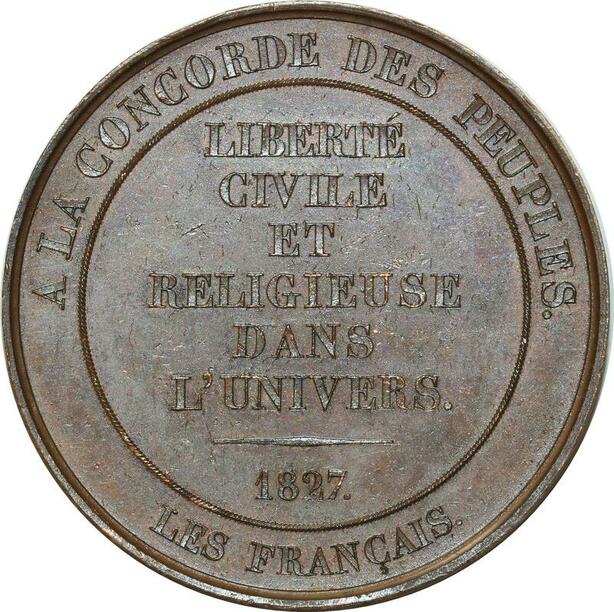 A LA CONCORDE DES PEUPLES.
LIBERTÉ
CIVILE
ET
RELIGIEUSE
DANS
L'UNIVERS.
1827.
LES FRANÇAIS.